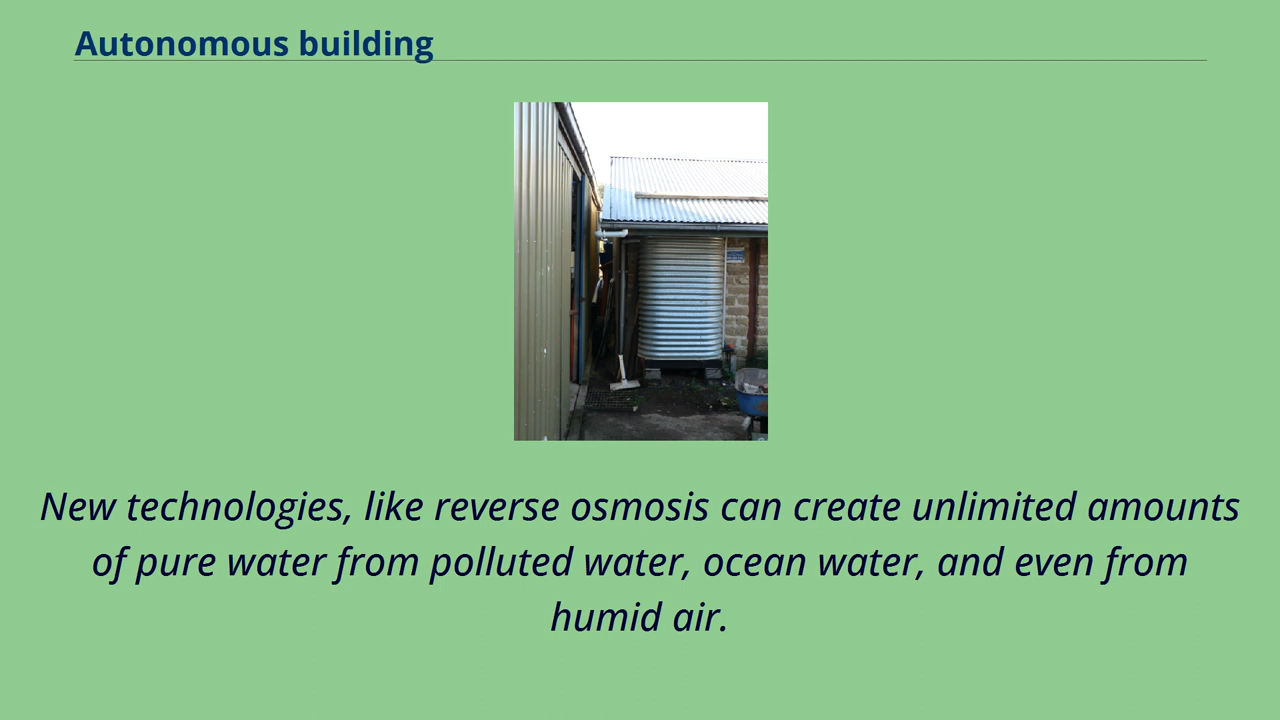 Autonomous building
New technologies, like reverse osmosis can create unlimited amounts
of pure water from polluted water, ocean water, and even from
humid air.